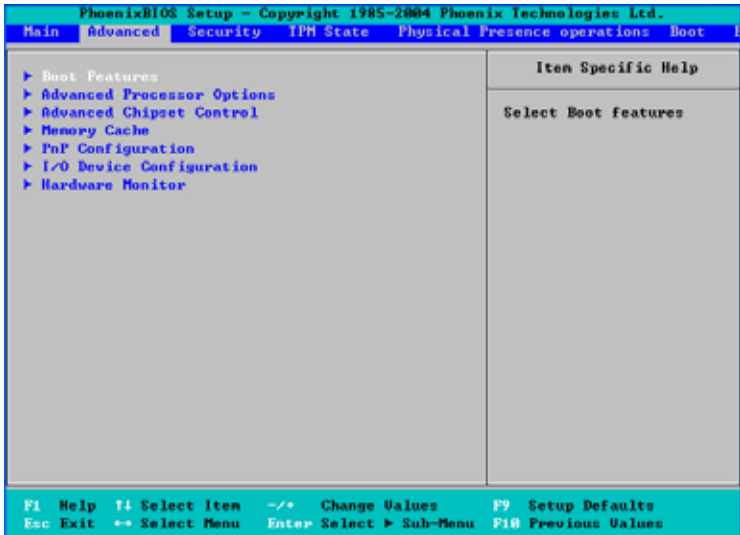 PhoenixBIOS Setup - Copyright 1985-2004 Phoenix Technologies Ltd.
Main Advanced Security TPM State Physical Presence operations Boot
▶ Boot Features
▶ Advanced Processor Options
▶ Advanced Chipset Control
▶ Memory Cache
▶ PnP Configuration
▶ I/O Device Configuration
▶ Hardware Monitor
Item Specific Help
Select Boot features
F1 Help ↑↓ Select Item -/+ Change Values F9 Setup Defaults
Esc Exit ↔ Select Menu Enter Select ▶ Sub-Menu F10 Previous Values